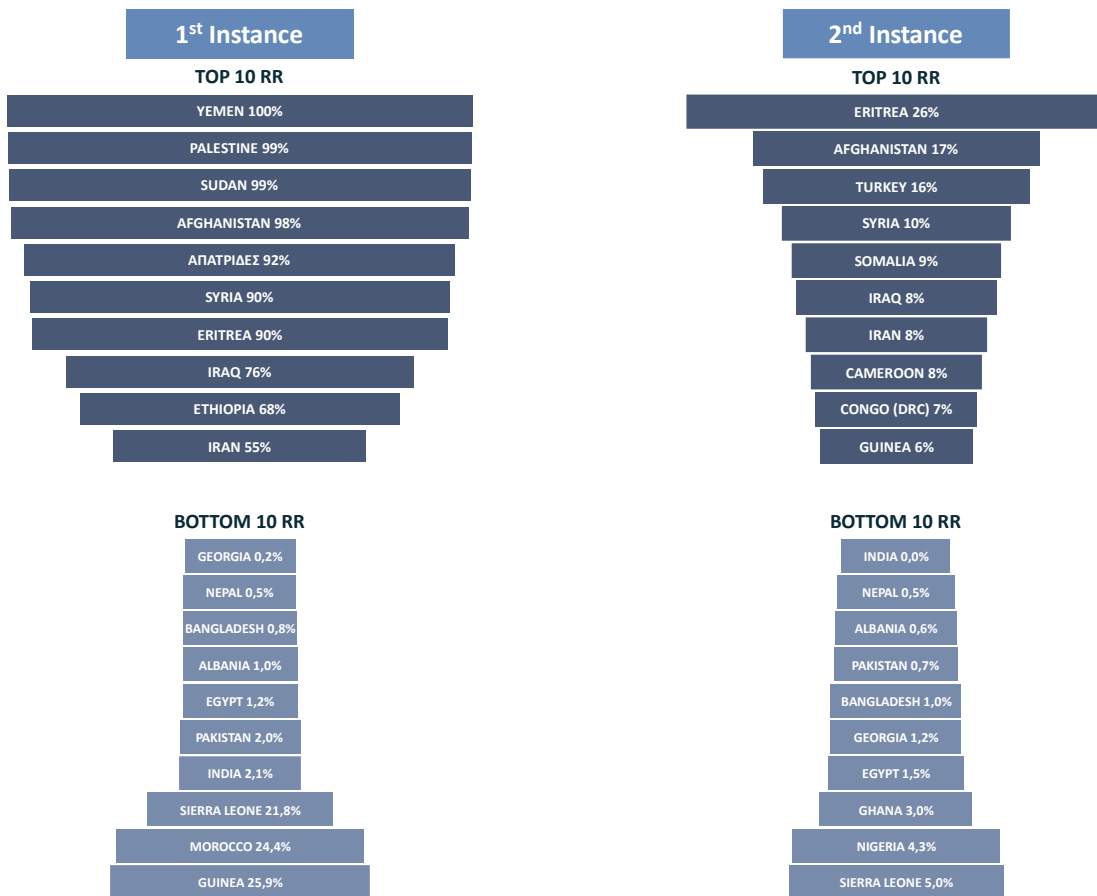 1st Instance
TOP 10 RR
YEMEN 100%
PALESTINE 99%
SUDAN 99%
AFGHANISTAN 98%
ΑΠΑΤΡΙΔΕΣ 92%
SYRIA 90%
ERITREA 90%
IRAQ 76%
ETHIOPIA 68%
IRAN 55%
BOTTOM 10 RR
GEORGIA 0,2%
NEPAL 0,5%
BANGLADESH 0,8%
ALBANIA 1,0%
EGYPT 1,2%
PAKISTAN 2,0%
INDIA 2,1%
SIERRA LEONE 21,8%
MOROCCO 24,4%
GUINEA 25,9%
2nd Instance
TOP 10 RR
ERITREA 26%
AFGHANISTAN 17%
TURKEY 16%
SYRIA 10%
SOMALIA 9%
IRAQ 8%
IRAN 8%
CAMEROON 8%
CONGO (DRC) 7%
GUINEA 6%
BOTTOM 10 RR
INDIA 0,0%
NEPAL 0,5%
ALBANIA 0,6%
PAKISTAN 0,7%
BANGLADESH 1,0%
GEORGIA 1,2%
EGYPT 1,5%
GHANA 3,0%
NIGERIA 4,3%
SIERRA LEONE 5,0%